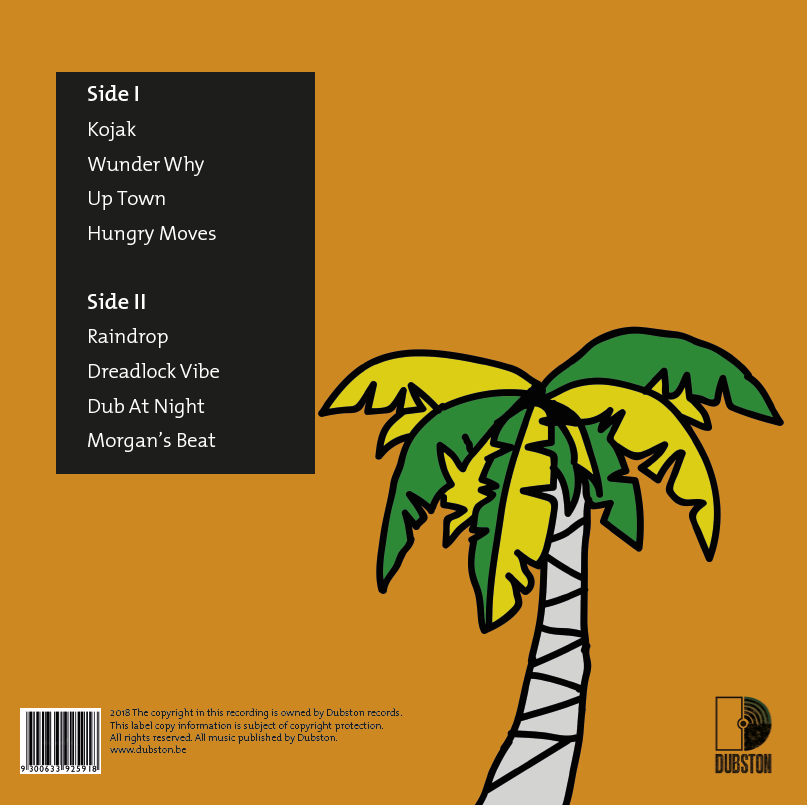 Side I
Kojak
Wunder Why
Up Town
Hungry Moves
Side II
Raindrop
Dreadlock Vibe
Dub At Night
Morgan's Beat
2018 The copyright in this recording is owned by Dubston records.
This label copy information is subject of copyright protection.
All rights reserved. All music published by Dubston.
www.dubston.be
9 300633 925918
DUBSTON